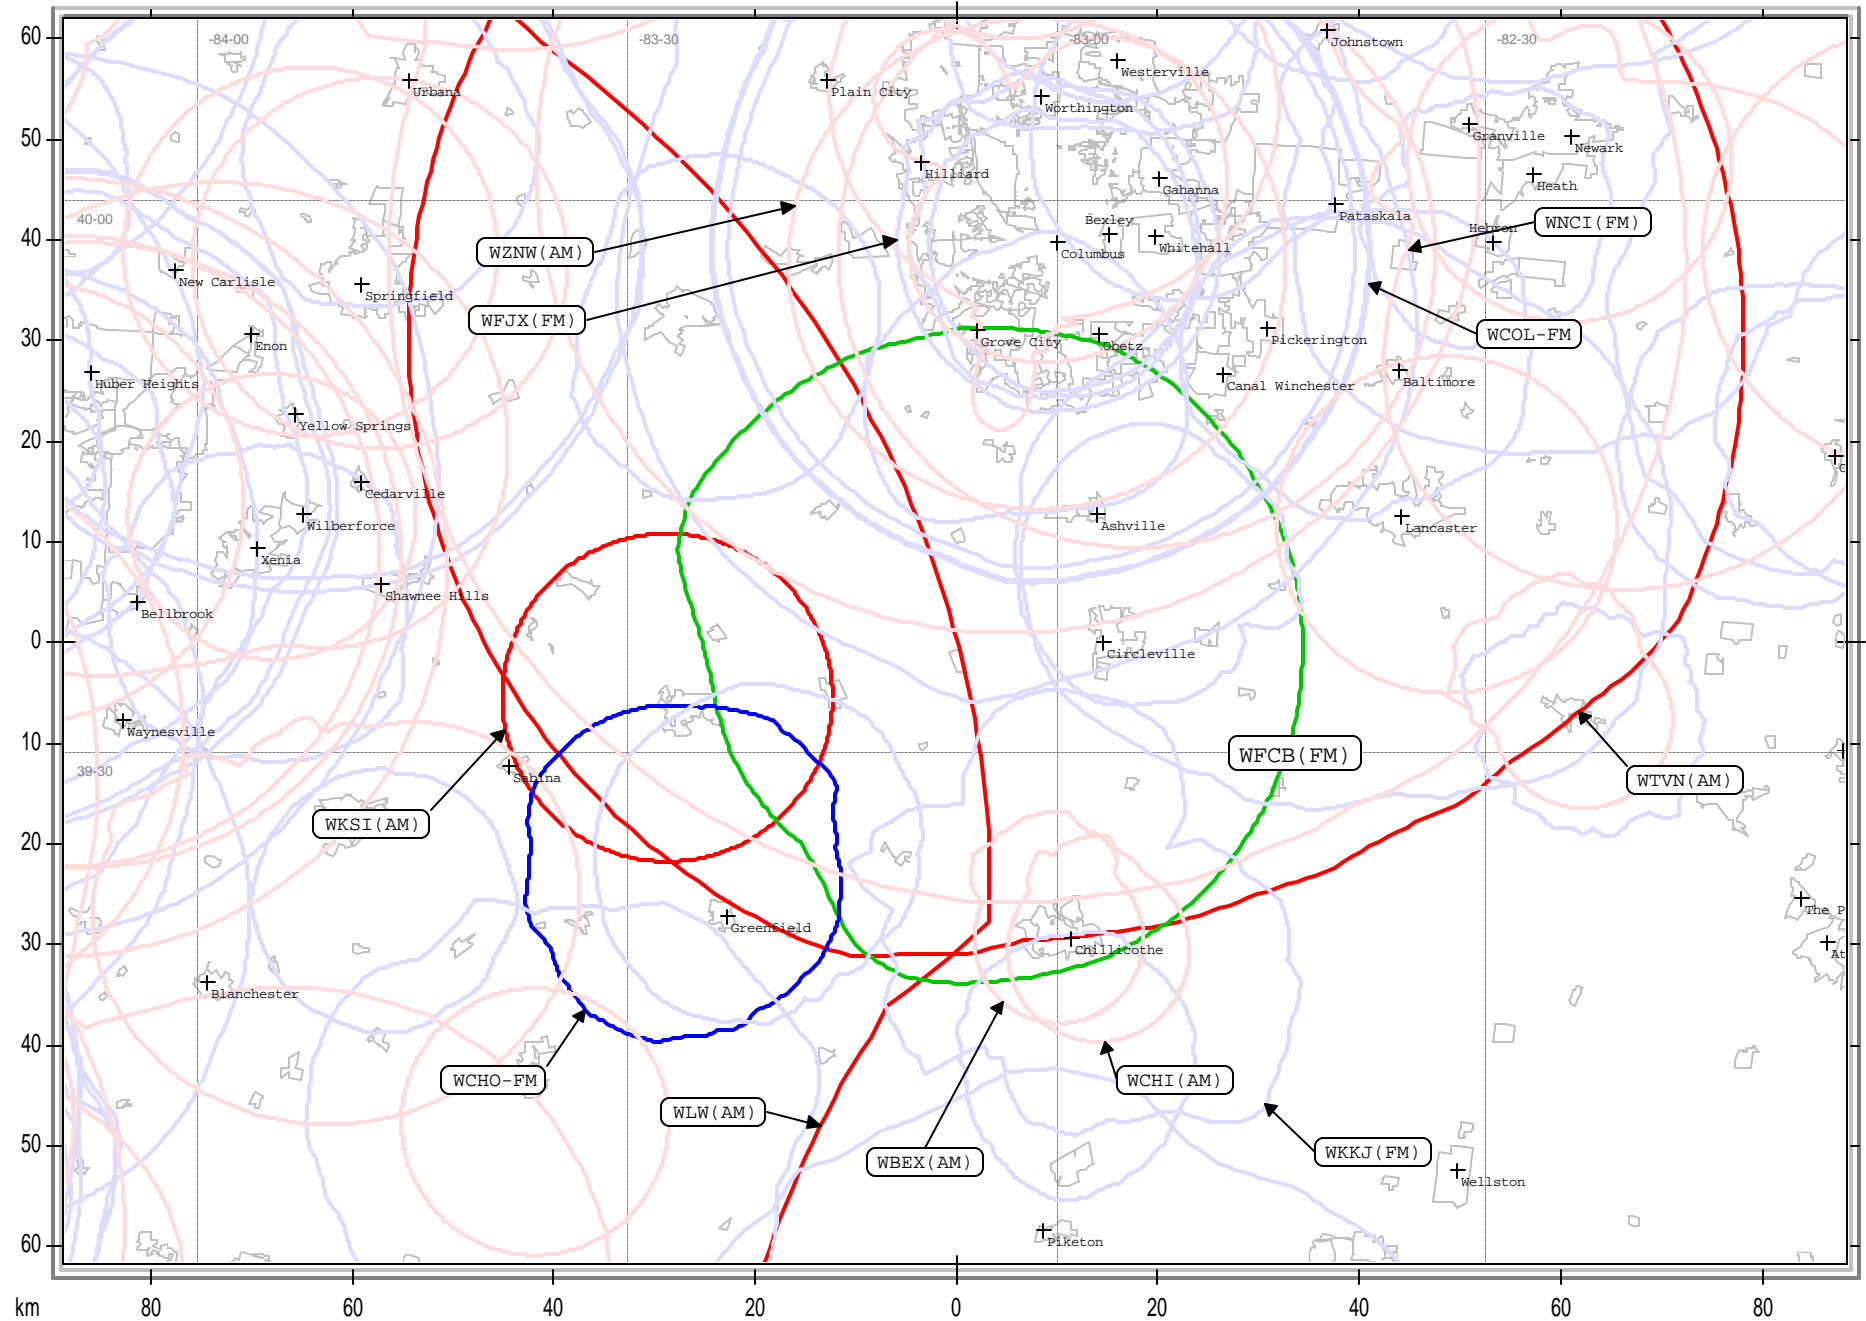 60
-84-00
-83-30
-83-00
-82-30
Johnstown
Urbana
Plain City
Westerville
Worthington
50
Granville
Newark
Hilliard
Gahanna
Heath
40-00
Bexley
Pataskala
WNCI(FM)
Hebron
40
WZNW(AM)
Columbus
Whitehall
New Carlisle
Springfield
30
WFJX(FM)
Grove City
Obetz
Pickerington
WCOL-FM
Enon
Huber Heights
Canal Winchester
Baltimore
20
Yellow Springs
Cedarville
Wilberforce
Ashville
Lancaster
10
Xenia
Shawnee Hills
Bellbrook
0
Circleville
Waynesville
10
39-30
Sabina
WFCB(FM)
WTVN(AM)
WKSI(AM)
20
Greenfield
The P
30
Chillicothe
At
Blanchester
40
WCHO-FM
WCHI(AM)
WLW(AM)
50
WBEX(AM)
WKKJ(FM)
Wellston
60
Piketon
km
80
60
40
20
0
20
40
60
80